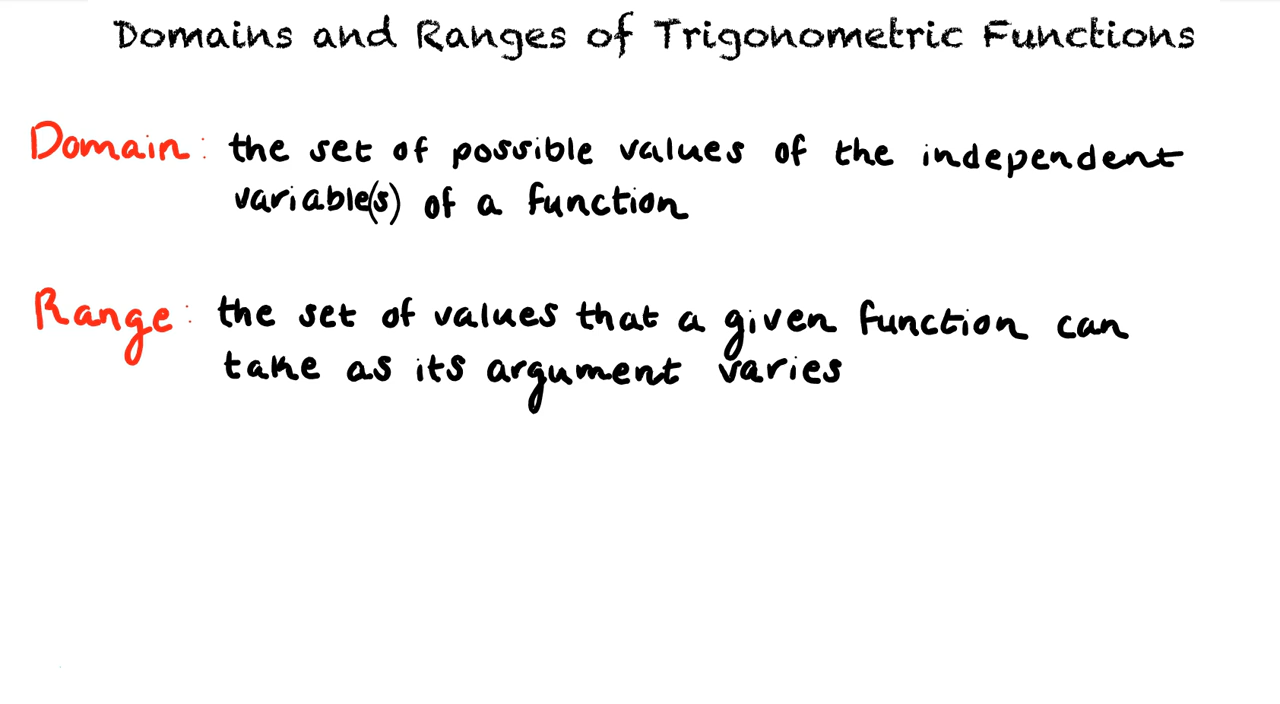 Domains and Ranges of Trigonometric Functions
Domain: the set of possible values of the independent
variable(s) of a function
Range: the set of values that a given function can
take as its argument varies